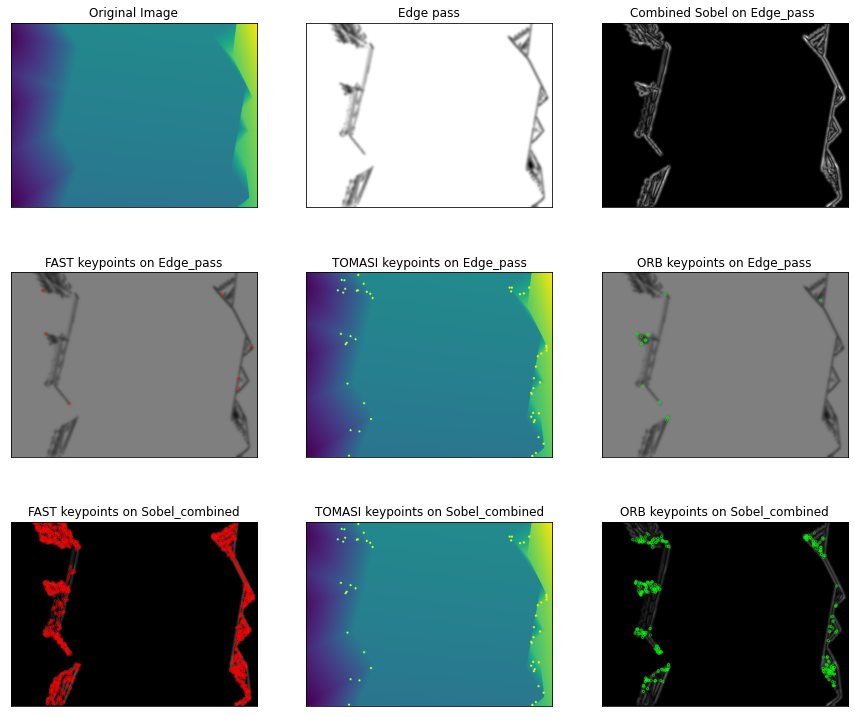 Original Image
Edge pass
Combined Sobel on Edge_pass
FAST keypoints on Edge_pass
TOMASI keypoints on Edge_pass
ORB keypoints on Edge_pass
FAST keypoints on Sobel_combined
TOMASI keypoints on Sobel_combined
ORB keypoints on Sobel_combined